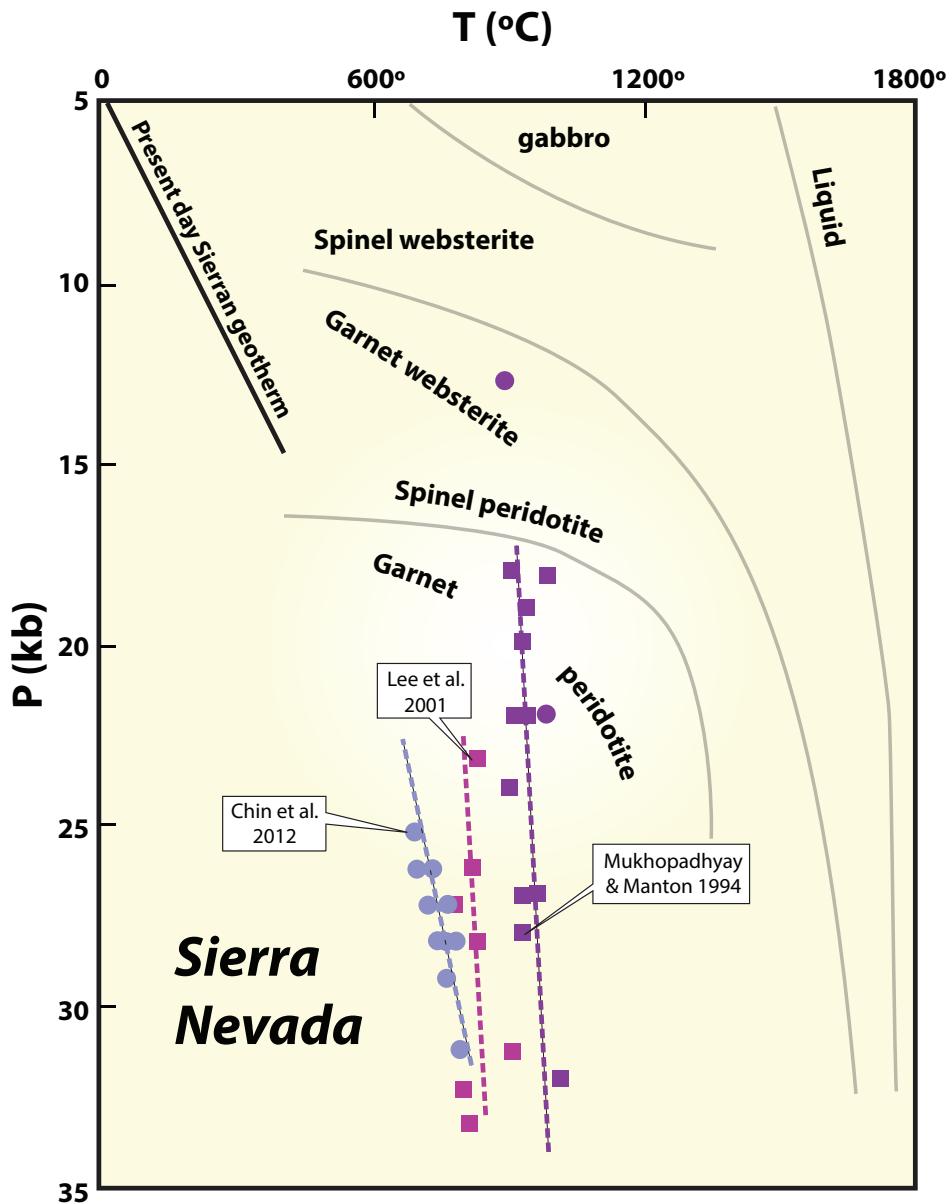 T (ºC)
0
600º
1200º
1800º
5
10
15
20
25
30
35
P (kb)
Present day Sierran geotherm
gabbro
Liquid
Spinel websterite
Garnet websterite
Spinel peridotite
Garnet
peridotite
Lee et al.
2001
Chin et al.
2012
Mukhopadhyay
& Manton 1994
Sierra
Nevada